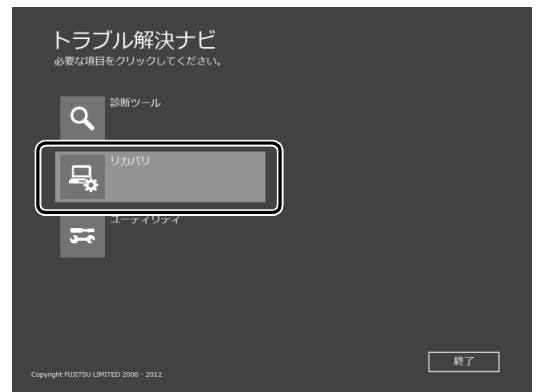 トラブル解決ナビ
必要な項目をクリックしてください。
診断ツール
リカバリ
ユーティリティ
終了
Copyright FUJITSU LIMITED 2006 - 2012